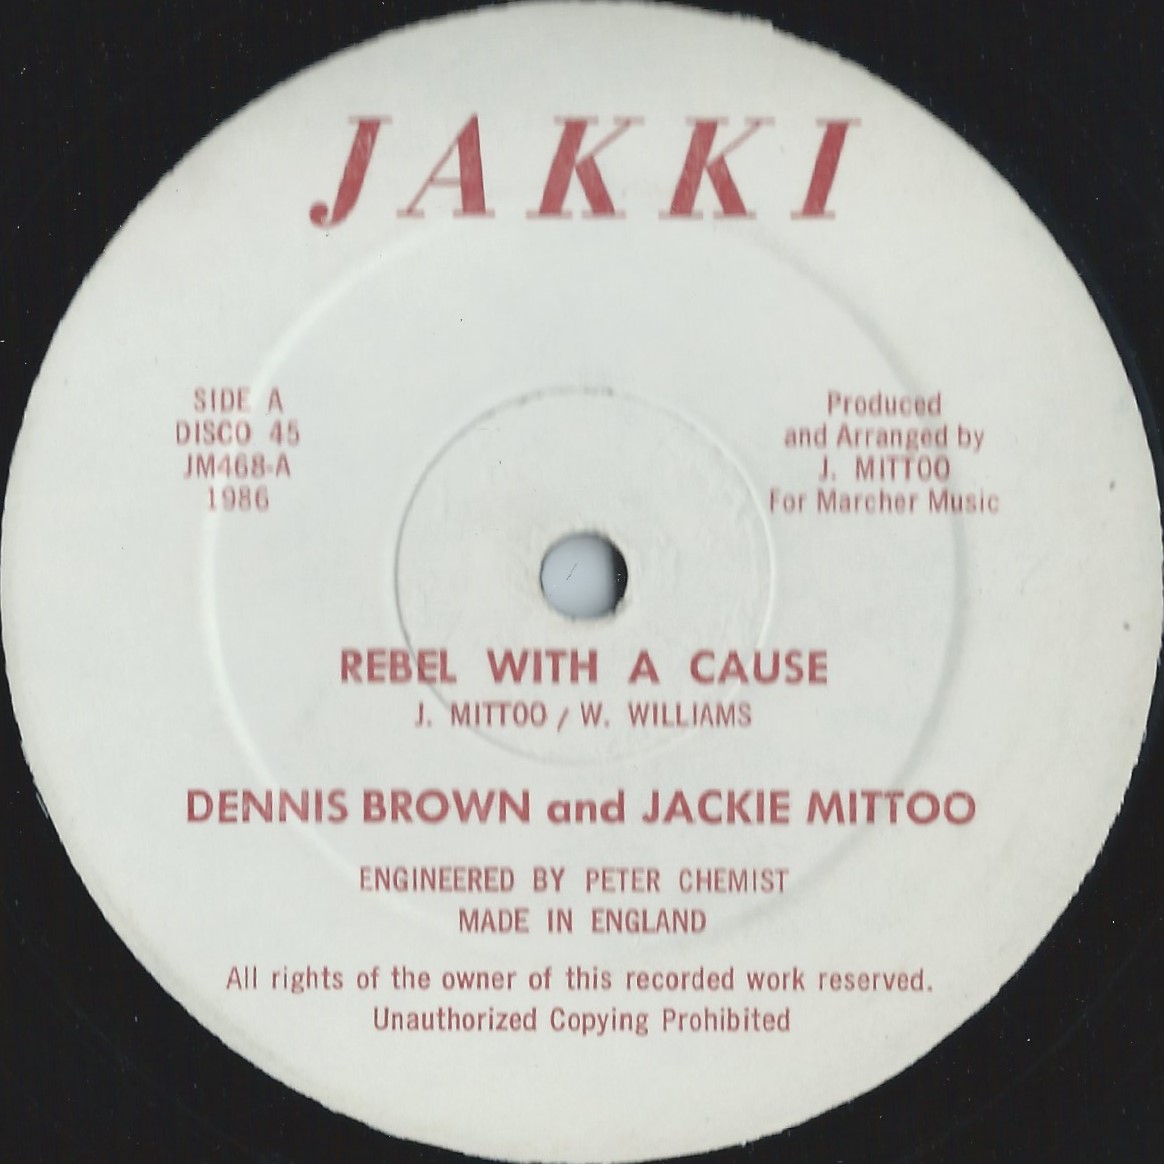 JAKKI
SIDE A
DISCO 45
JM468-A
1986
Produced
and Arranged by
J. MITTOO
For Marcher Music
REBEL WITH A CAUSE
J. MITTOO / W. WILLIAMS
DENNIS BROWN and JACKIE MITTOO
ENGINEERED BY PETER CHEMIST
MADE IN ENGLAND
All rights of the owner of this recorded work reserved.
Unauthorized Copying Prohibited